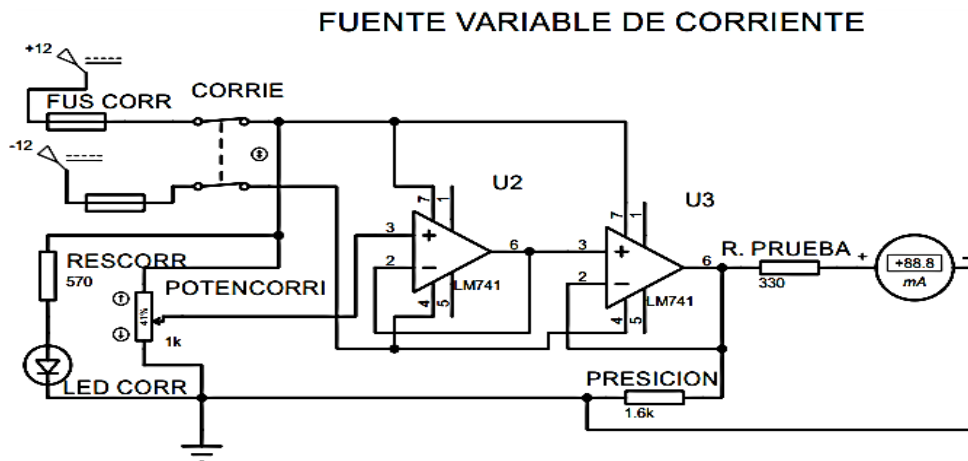 FUENTE VARIABLE DE CORRIENTE
+12
FUS CORR
CORRIE
-12
U2
U3
7
1
3
2
6
4
5
LM741
7
1
3
2
6
4
5
LM741
R. PRUEBA
330
+
+88.8
mA
-
RESCORR
570
POTENCORRI
41%
1k
LED CORR
PRESICION
1.6k